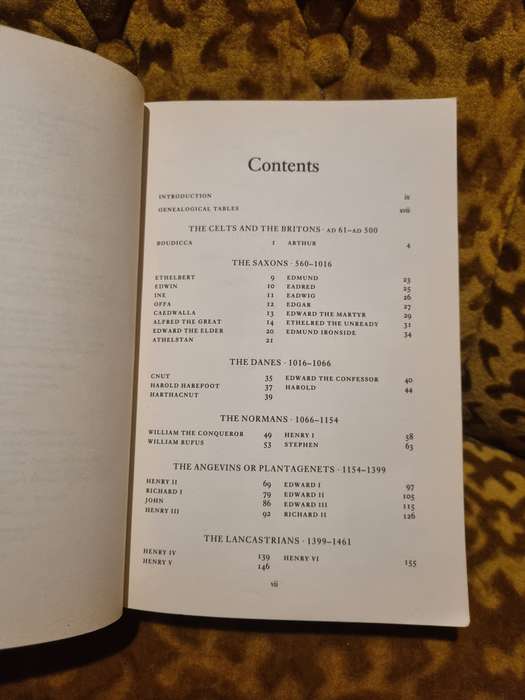 Contents
INTRODUCTION ix
GENEALOGICAL TABLES xviii
THE CELTS AND THE BRITONS · AD 61–AD 500
BOUDICCA 1 ARTHUR 4
THE SAXONS · 560–1016
ETHELBERT 9 EDMUND 23
EDWIN 10 EADRED 25
INE 11 EADWIG 26
OFFA 12 EDGAR 27
CAEDWALLA 13 EDWARD THE MARTYR 29
ALFRED THE GREAT 14 ETHELRED THE UNREADY 31
EDWARD THE ELDER 20 EDMUND IRONSIDE 34
ATHELSTAN 21
THE DANES · 1016–1066
CNUT 35 EDWARD THE CONFESSOR 40
HAROLD HAREFOOT 37 HAROLD 44
HARTHACNUT 39
THE NORMANS · 1066–1154
WILLIAM THE CONQUEROR 49 HENRY I 58
WILLIAM RUFUS 53 STEPHEN 63
THE ANGEVINS OR PLANTAGENETS · 1154–1399
HENRY II 69 EDWARD I 97
RICHARD I 79 EDWARD II 105
JOHN 86 EDWARD III 115
HENRY III 92 RICHARD II 126
THE LANCASTRIANS · 1399–1461
HENRY IV 139 HENRY VI 155
HENRY V 146
vii